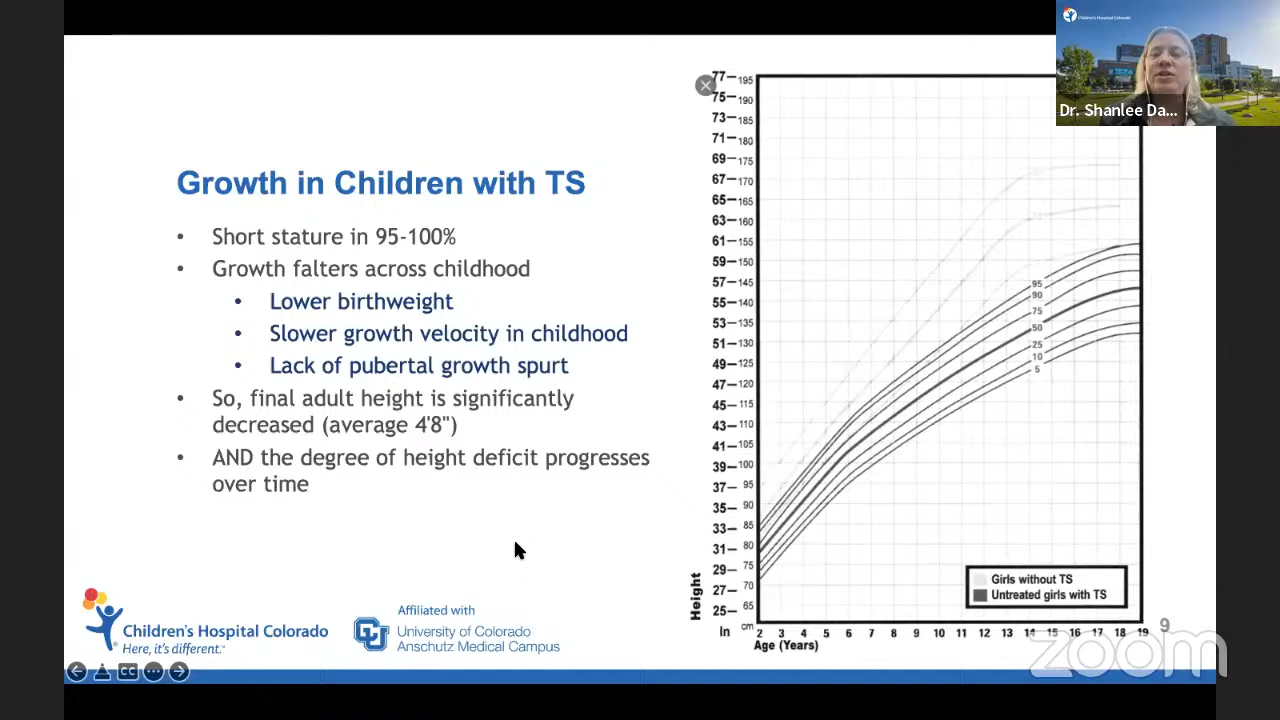 Children's Hospital Colorado
Dr. Shanlee Da...
Growth in Children with TS
• Short stature in 95-100%
• Growth falters across childhood
• Lower birthweight
• Slower growth velocity in childhood
• Lack of pubertal growth spurt
• So, final adult height is significantly
decreased (average 4'8")
• AND the degree of height deficit progresses
over time
77 195
75 190
73 185
71 180
69 175
67 170
65 165
63 160
61 155
59 150
57 145
55 140
53 135
51 130
49 125
47 120
45 115
43 110
41 105
39 100
37 95
35 90
33 85
31 80
29 75
27 70
25 65
In cm
Height
95
90
75
50
25
10
5
Girls without TS
Untreated girls with TS
2 3 4 5 6 7 8 9 10 11 12 13 14 15 16 17 18 19
Age (Years)
Children's Hospital Colorado
Here, it's different.™
Affiliated with
CU
University of Colorado
Anschutz Medical Campus
9
CC
zoom